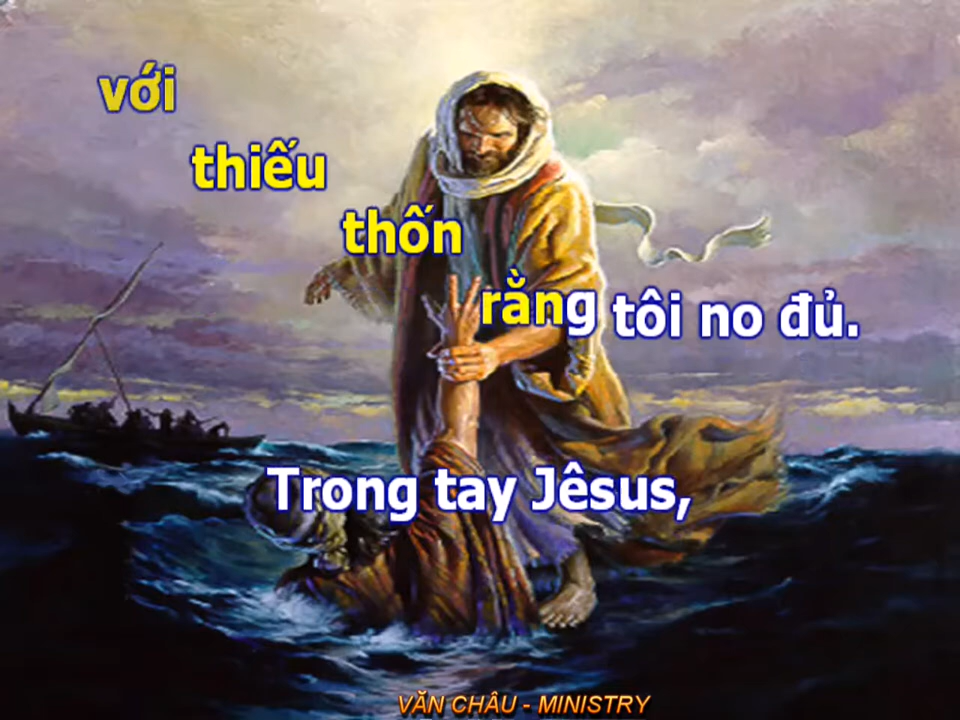 với
thiếu
thốn
rằng tôi no đủ.
Trong tay Jêsus,
VĂN CHÂU - MINISTRY